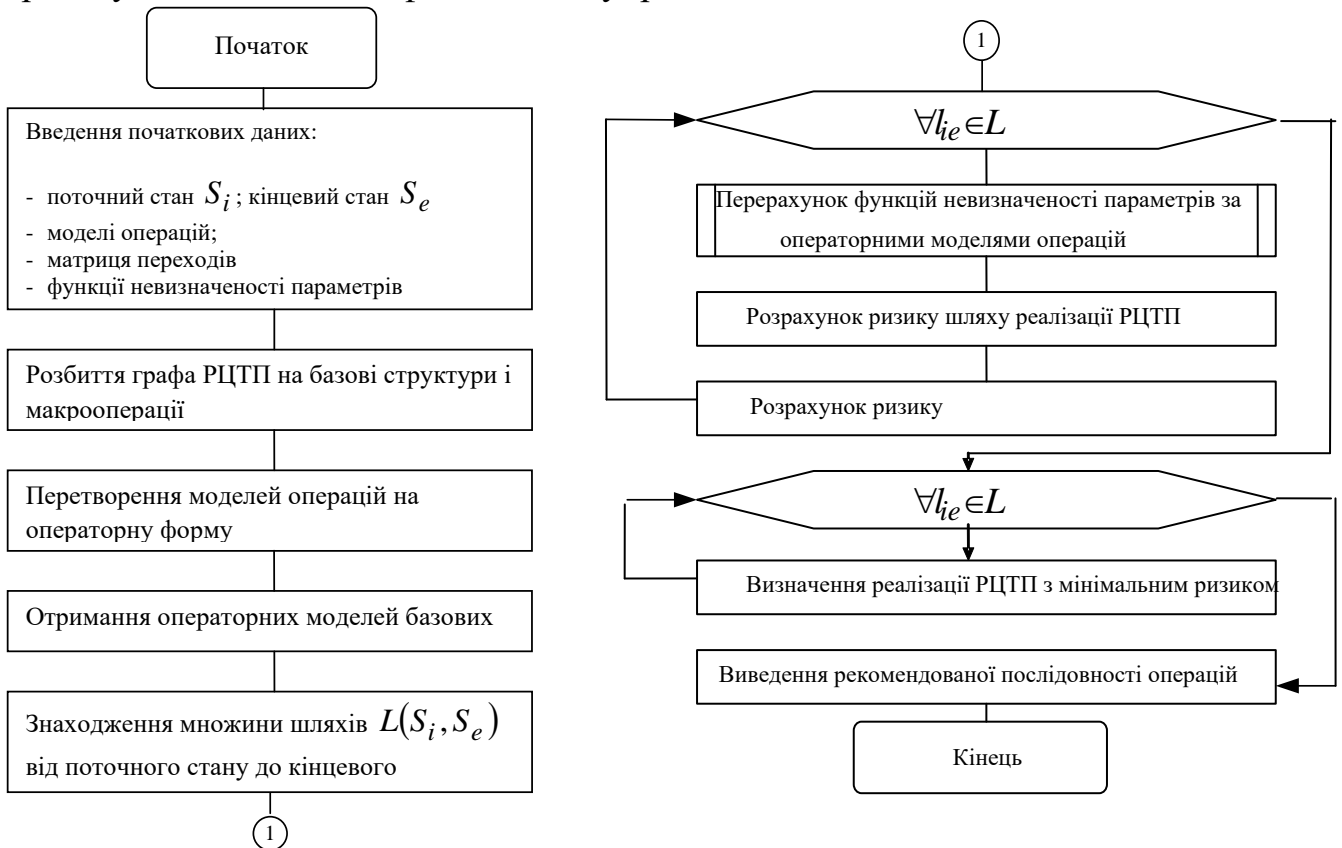 Початок
Введення початкових даних:
- поточний стан S_i ; кінцевий стан S_e
- моделі операцій;
- матриця переходів
- функції невизначеності параметрів
Розбиття графа РЦТП на базові структури і
макрооперації
Перетворення моделей операцій на
операторну форму
Отримання операторних моделей базових
Знаходження множини шляхів L(S_i, S_e)
від поточного стану до кінцевого
1
1
∀l_ie∈L
Перерахунок функцій невизначеності параметрів за
операторними моделями операцій
Розрахунок ризику шляху реалізації РЦТП
Розрахунок ризику
∀l_ie∈L
Визначення реалізації РЦТП з мінімальним ризиком
Виведення рекомендованої послідовності операцій
Кінець